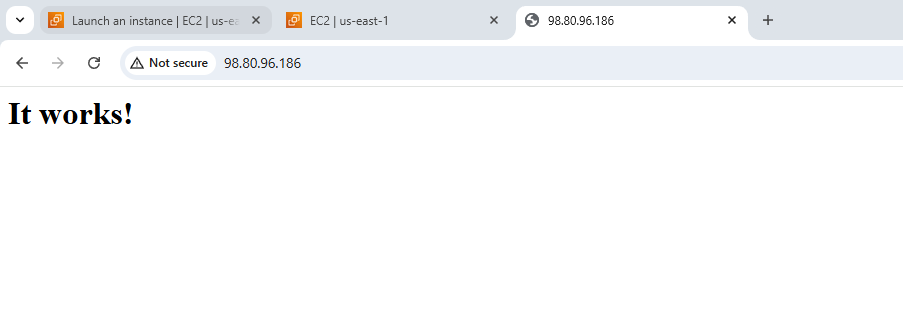 Launch an instance | EC2 | us-ea
EC2 | us-east-1
98.80.96.186
Not secure
98.80.96.186
It works!